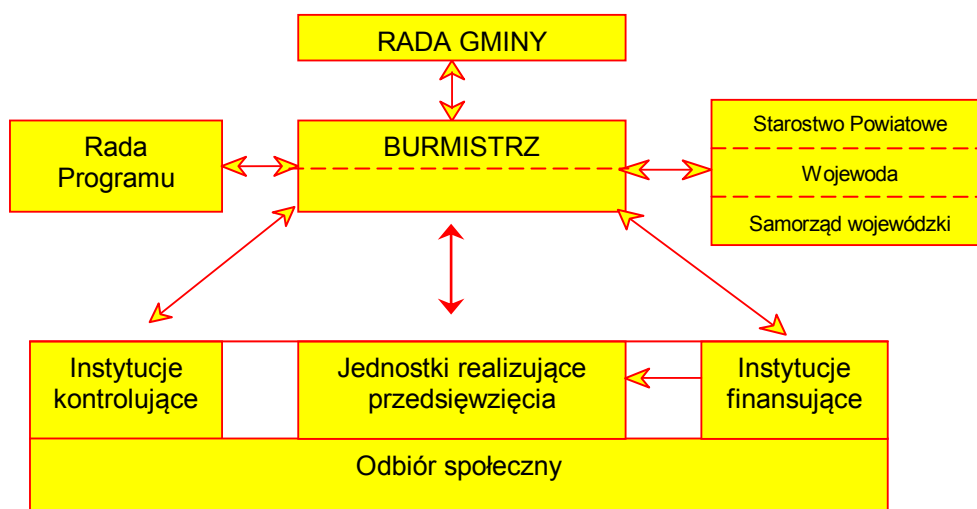 RADA GMINY
Rada
Programu
BURMISTRZ
Starostwo Powiatowe
Wojewoda
Samorząd wojewódzki
Instytucje
kontrolujące
Jednostki realizujące
przedsięwzięcia
Instytucje
finansujące
Odbiór społeczny